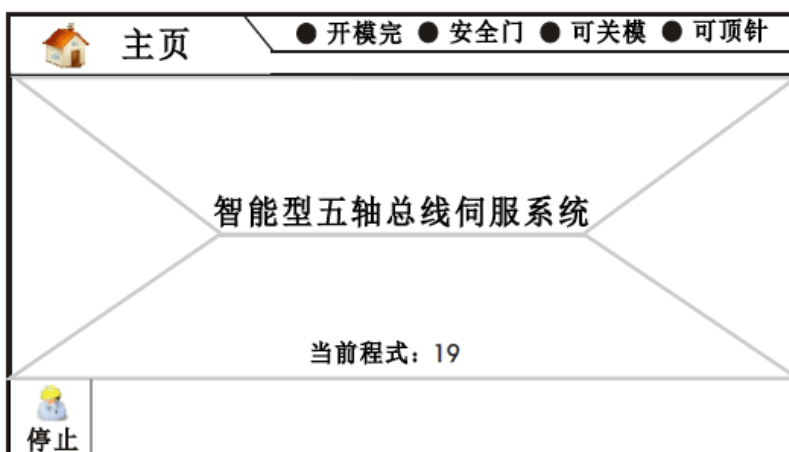 主页
● 开模完 ● 安全门 ● 可关模 ● 可顶针
智能型五轴总线伺服系统
当前程式：19
停止